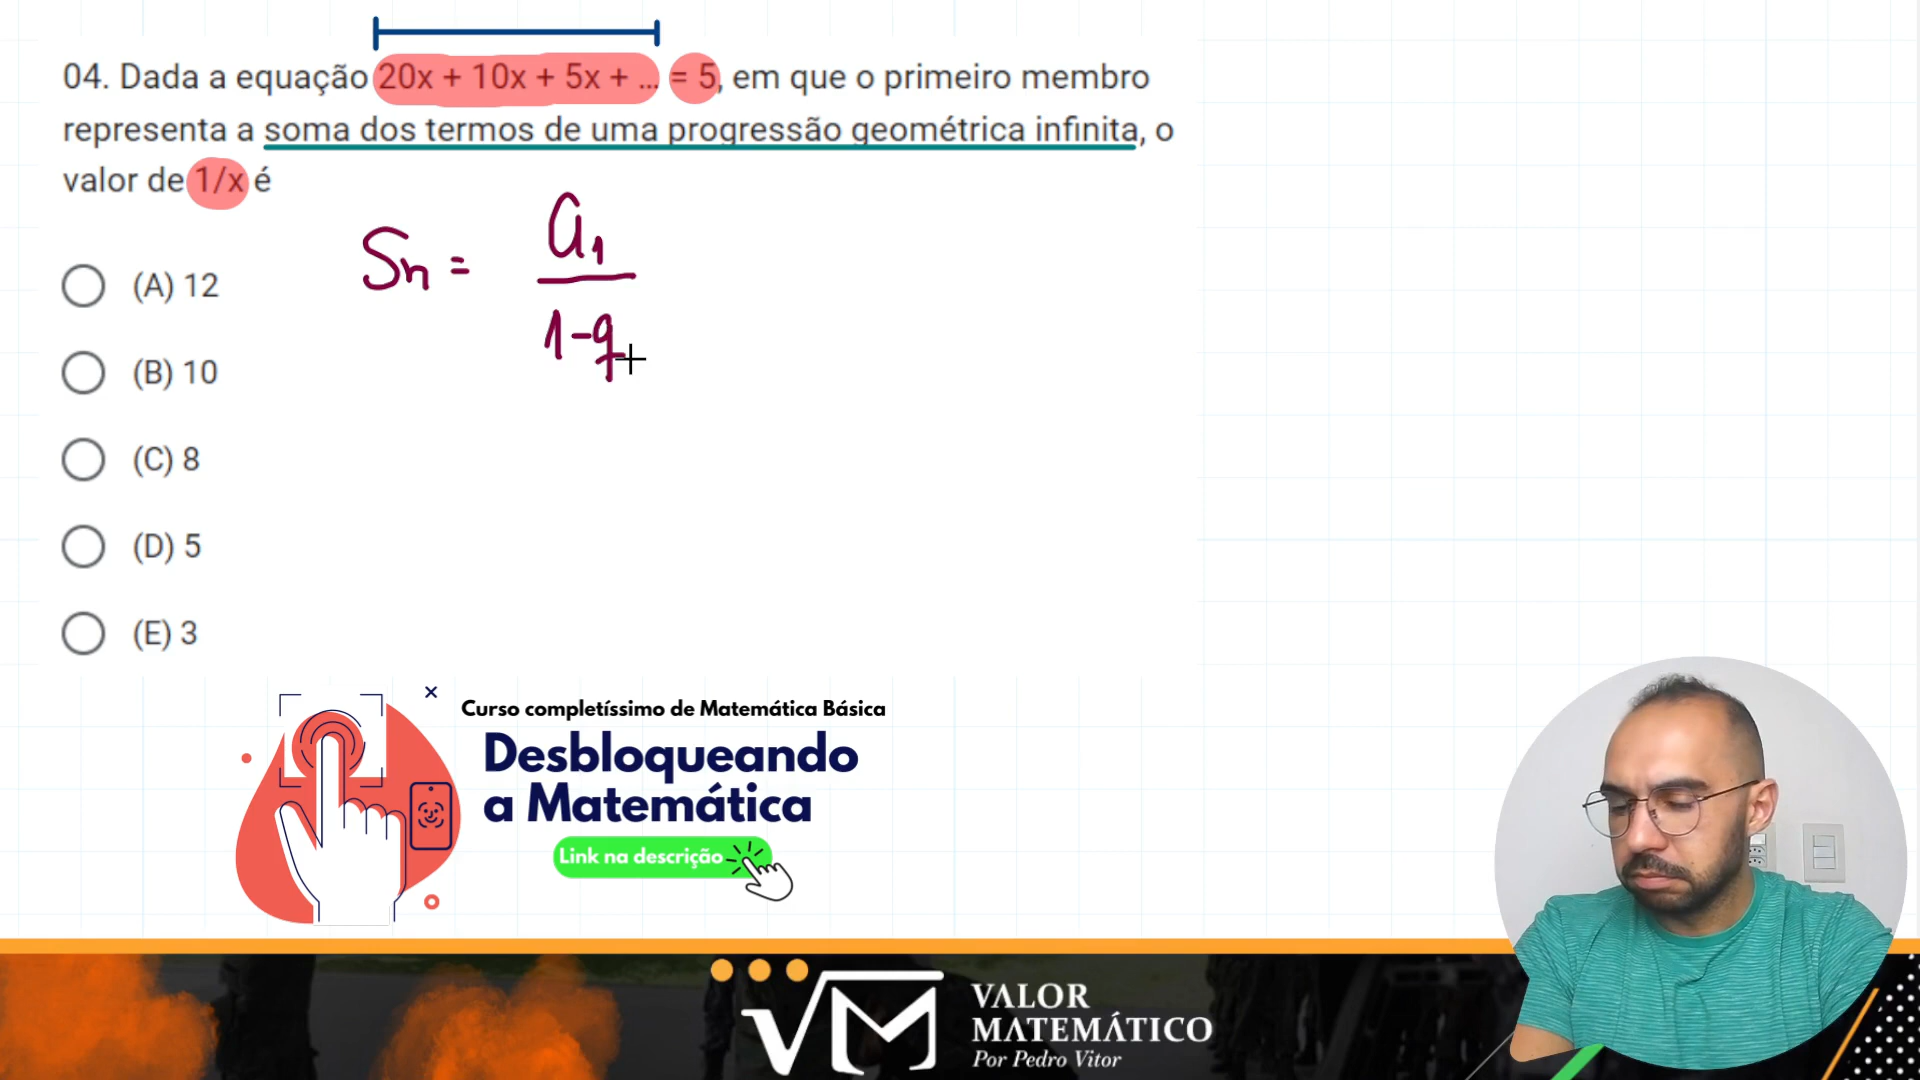 04. Dada a equação 20x + 10x + 5x + ... = 5, em que o primeiro membro
representa a soma dos termos de uma progressão geométrica infinita, o
valor de 1/x é
(A) 12
(B) 10
(C) 8
(D) 5
(E) 3
Sn = a1
1-q
Curso completíssimo de Matemática Básica
Desbloqueando
a Matemática
Link na descrição
VM
VALOR
MATEMÁTICO
Por Pedro Vitor